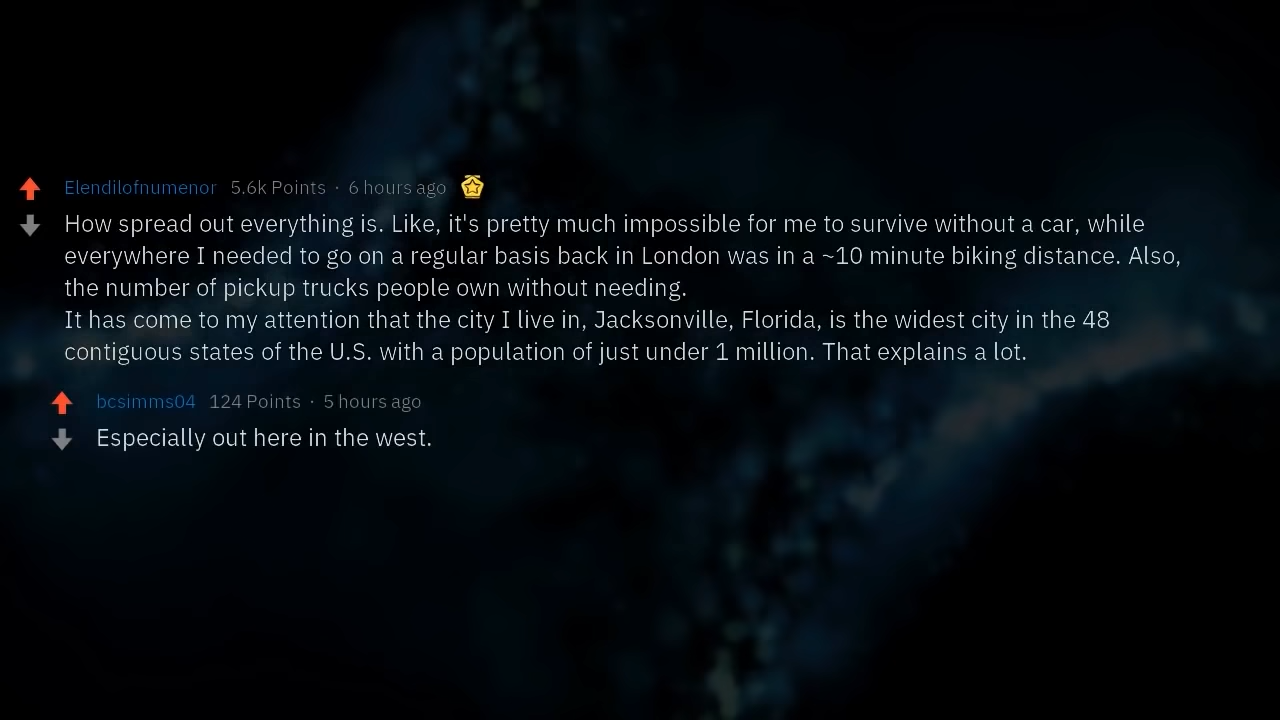 Elendilofnumenor 5.6k Points · 6 hours ago
How spread out everything is. Like, it's pretty much impossible for me to survive without a car, while
everywhere I needed to go on a regular basis back in London was in a ~10 minute biking distance. Also,
the number of pickup trucks people own without needing.
It has come to my attention that the city I live in, Jacksonville, Florida, is the widest city in the 48
contiguous states of the U.S. with a population of just under 1 million. That explains a lot.
bcsimms04 124 Points · 5 hours ago
Especially out here in the west.